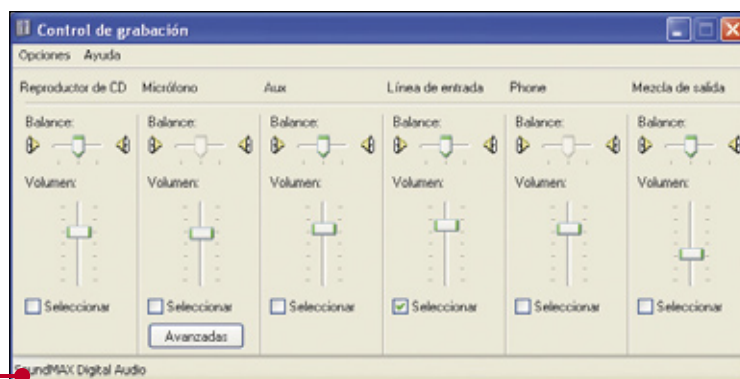 Control de grabación
Opciones Ayuda
Reproductor de CD Micrófono Aux Línea de entrada Phone Mezcla de salida
Balance: Balance: Balance: Balance: Balance: Balance:
Volumen: Volumen: Volumen: Volumen: Volumen: Volumen:
Seleccionar Seleccionar Seleccionar Seleccionar Seleccionar Seleccionar
Avanzadas
SoundMAX Digital Audio